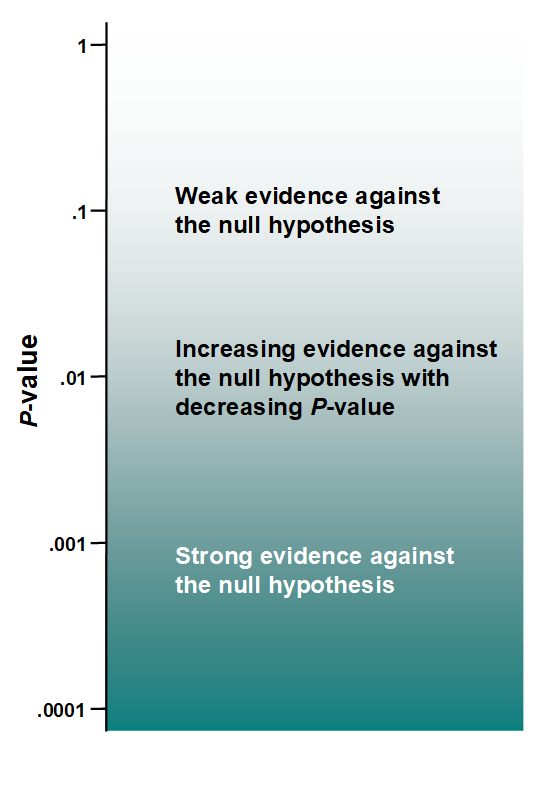 1
Weak evidence against
.1
the null hypothesis
P-value
Increasing evidence against
.01
the null hypothesis with
decreasing P-value
.001
Strong evidence against
the null hypothesis
.0001